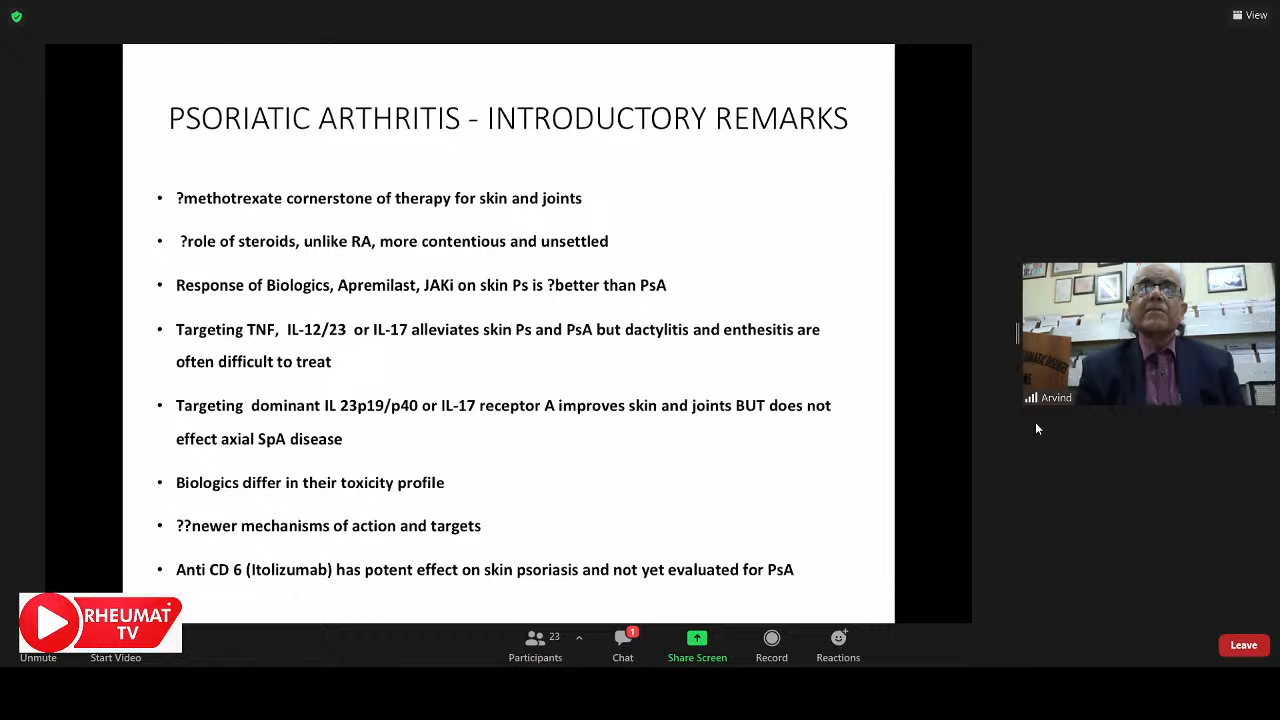 View
PSORIATIC ARTHRITIS - INTRODUCTORY REMARKS
• ?methotrexate cornerstone of therapy for skin and joints
• ?role of steroids, unlike RA, more contentious and unsettled
• Response of Biologics, Apremilast, JAKi on skin Ps is ?better than PsA
• Targeting TNF, IL-12/23 or IL-17 alleviates skin Ps and PsA but dactylitis and enthesitis are
often difficult to treat
• Targeting dominant IL 23p19/p40 or IL-17 receptor A improves skin and joints BUT does not
effect axial SpA disease
• Biologics differ in their toxicity profile
• ??newer mechanisms of action and targets
• Anti CD 6 (Itolizumab) has potent effect on skin psoriasis and not yet evaluated for PsA
Arvind
RHEUMAT
TV
23
1
Unmute
Start Video
Participants
Chat
Share Screen
Record
Reactions
Leave